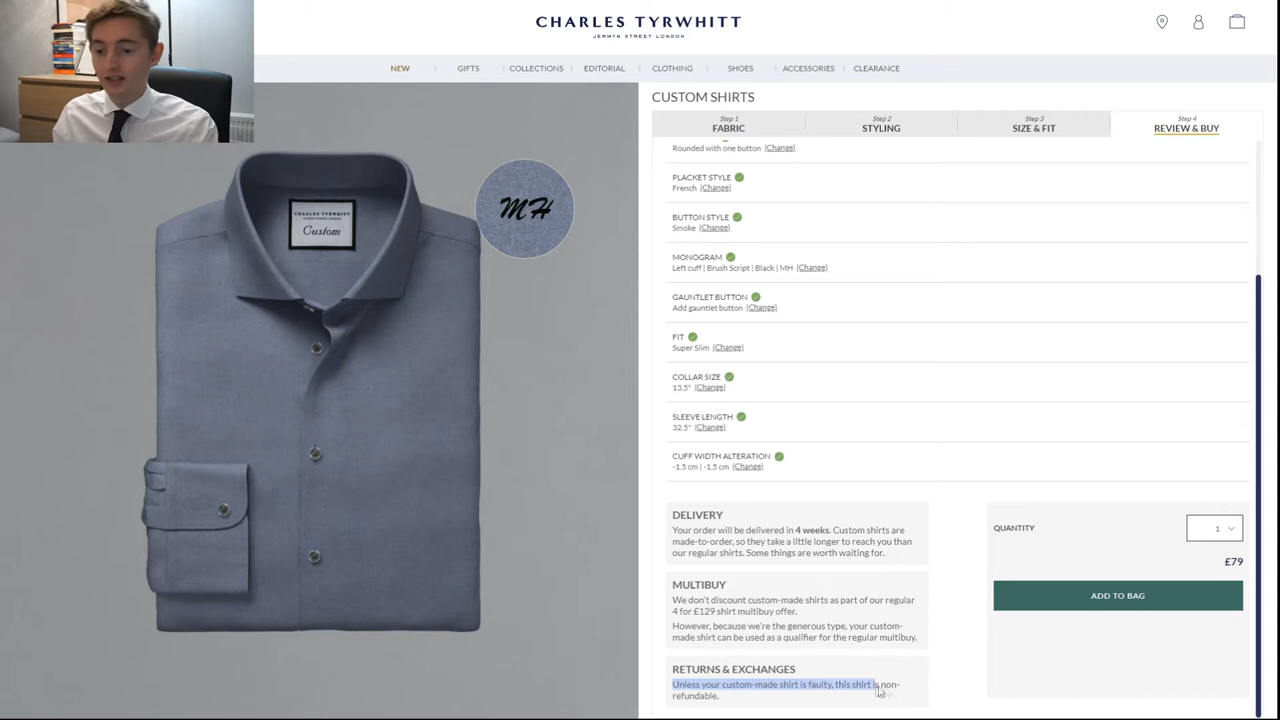 CHARLES TYRWHITT
JERMYN STREET LONDON
NEW
GIFTS
COLLECTIONS
EDITORIAL
CLOTHING
SHOES
ACCESSORIES
CLEARANCE
CUSTOM SHIRTS
Step 1
FABRIC
Step 2
STYLING
Step 3
SIZE & FIT
Step 4
REVIEW & BUY
Rounded with one button (Change)
PLACKET STYLE
French (Change)
BUTTON STYLE
Smoke (Change)
MONOGRAM
Left cuff | Brush Script | Black | MH (Change)
GAUNTLET BUTTON
Add gauntlet button (Change)
FIT
Super Slim (Change)
COLLAR SIZE
13.5" (Change)
SLEEVE LENGTH
32.5" (Change)
CUFF WIDTH ALTERATION
-1.5 cm | -1.5 cm (Change)
CHARLES TYRWHITT
Custom
MH
DELIVERY
Your order will be delivered in 4 weeks. Custom shirts are
made-to-order, so they take a little longer to reach you than
our regular shirts. Some things are worth waiting for.
MULTIBUY
We don't discount custom-made shirts as part of our regular
4 for £129 shirt multibuy offer.
However, because we're the generous type, your custom-
made shirt can be used as a qualifier for the regular multibuy.
RETURNS & EXCHANGES
Unless your custom-made shirt is faulty, this shirt is non-
refundable.
QUANTITY
1
£79
ADD TO BAG